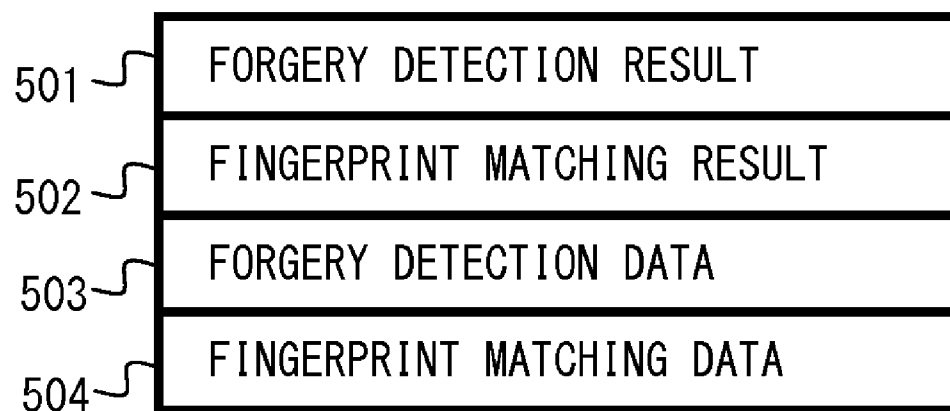 501 FORGERY DETECTION RESULT
502 FINGERPRINT MATCHING RESULT
503 FORGERY DETECTION DATA
504 FINGERPRINT MATCHING DATA